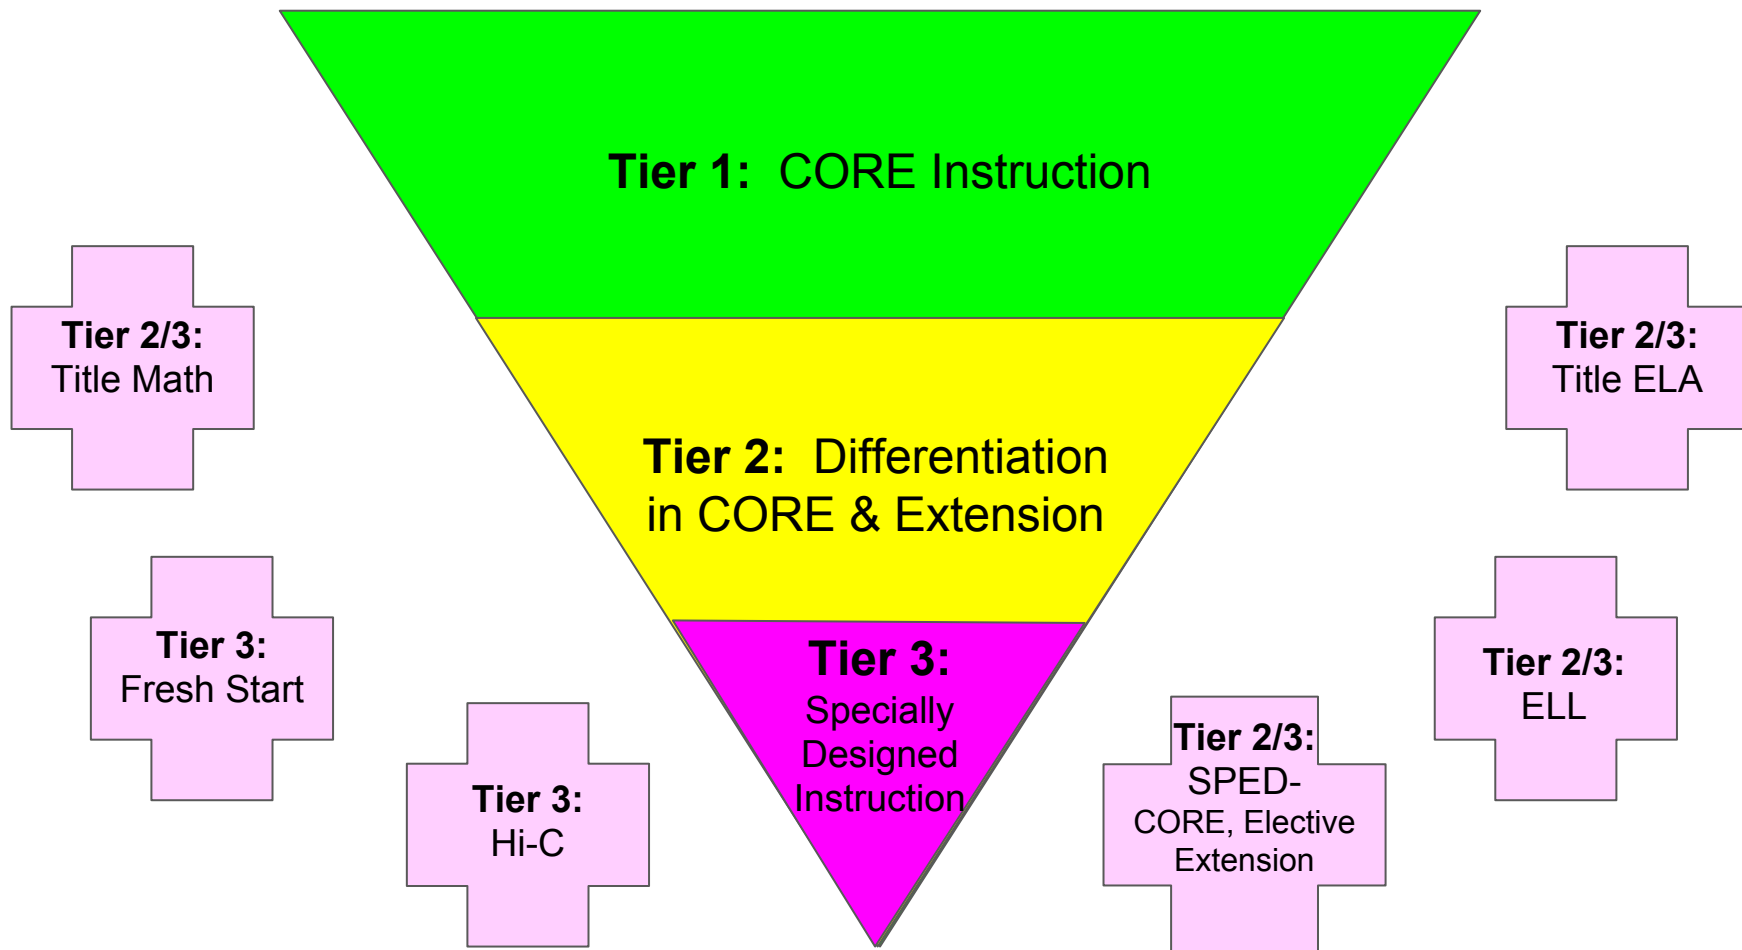 Tier 1: CORE Instruction
Tier 2/3:
Title Math
Tier 2/3:
Title ELA
Tier 2: Differentiation
in CORE & Extension
Tier 3:
Fresh Start
Tier 3:
Specially
Designed
Instruction
Tier 2/3:
ELL
Tier 3:
Hi-C
Tier 2/3:
SPED-
CORE, Elective
Extension